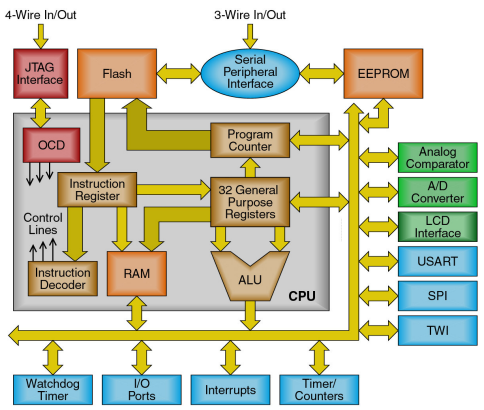 4-Wire In/Out
3-Wire In/Out
JTAG
Interface
Flash
Serial
Peripheral
Interface
EEPROM
OCD
Program
Counter
Analog
Comparator
Instruction
Register
32 General
Purpose
Registers
A/D
Converter
Control
Lines
LCD
Interface
Instruction
Decoder
RAM
ALU
CPU
USART
SPI
TWI
Watchdog
Timer
I/O
Ports
Interrupts
Timer/
Counters